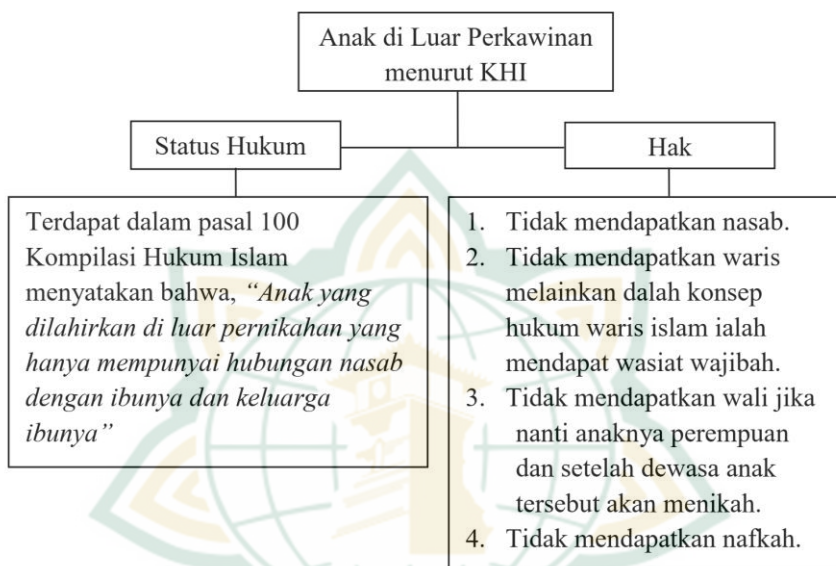 Anak di Luar Perkawinan
menurut KHI
Status Hukum
Hak
Terdapat dalam pasal 100
Kompilasi Hukum Islam
menyatakan bahwa, “Anak yang
dilahirkan di luar pernikahan yang
hanya mempunyai hubungan nasab
dengan ibunya dan keluarga
ibunya”
1. Tidak mendapatkan nasab.
2. Tidak mendapatkan waris
melainkan dalah konsep
hukum waris islam ialah
mendapat wasiat wajibah.
3. Tidak mendapatkan wali jika
nanti anaknya perempuan
dan setelah dewasa anak
tersebut akan menikah.
4. Tidak mendapatkan nafkah.